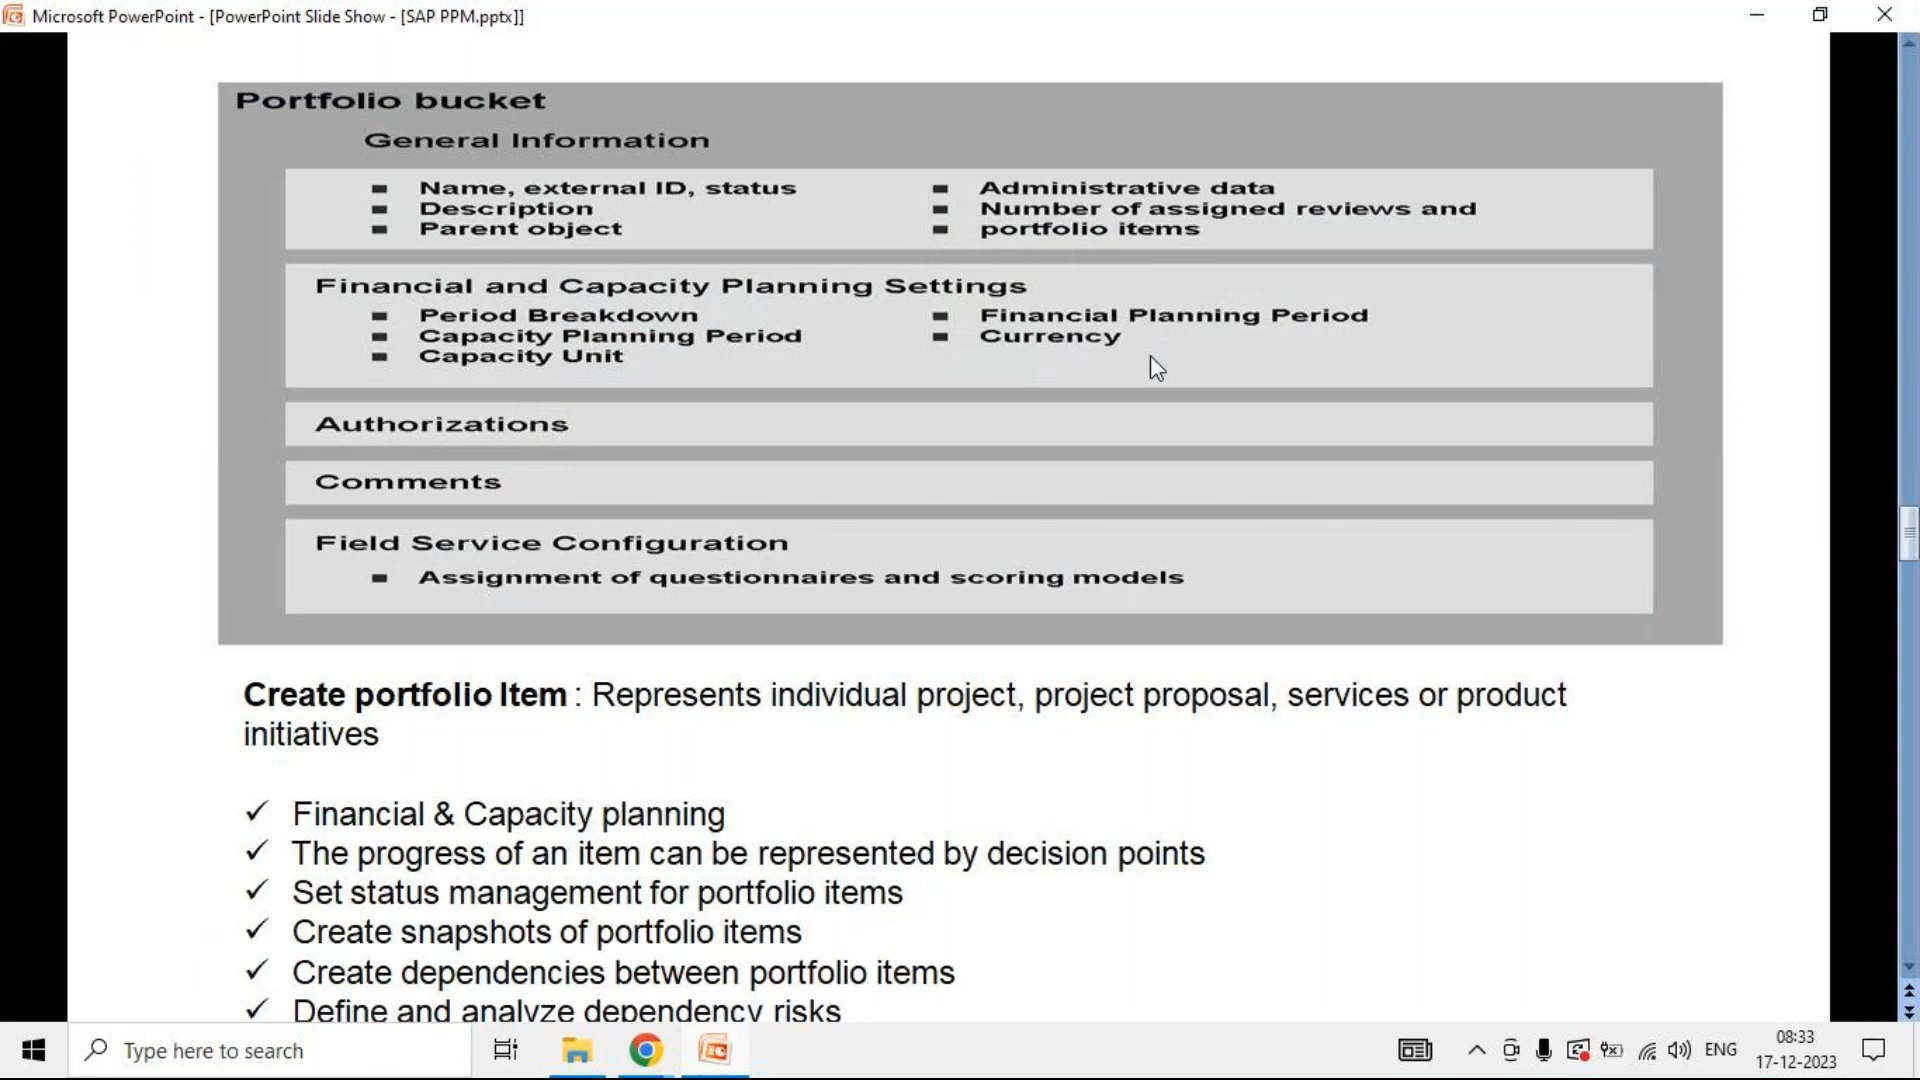 Microsoft PowerPoint - [PowerPoint Slide Show - [SAP PPM.pptx]]
Portfolio bucket
General Information
Name, external ID, status
Description
Parent object
Administrative data
Number of assigned reviews and
portfolio items
Financial and Capacity Planning Settings
Period Breakdown
Capacity Planning Period
Capacity Unit
Financial Planning Period
Currency
Authorizations
Comments
Field Service Configuration
Assignment of questionnaires and scoring models
Create portfolio Item : Represents individual project, project proposal, services or product
initiatives
✓ Financial & Capacity planning
✓ The progress of an item can be represented by decision points
✓ Set status management for portfolio items
✓ Create snapshots of portfolio items
✓ Create dependencies between portfolio items
✓ Define and analyze dependency risks
Type here to search
ENG
08:33
17-12-2023